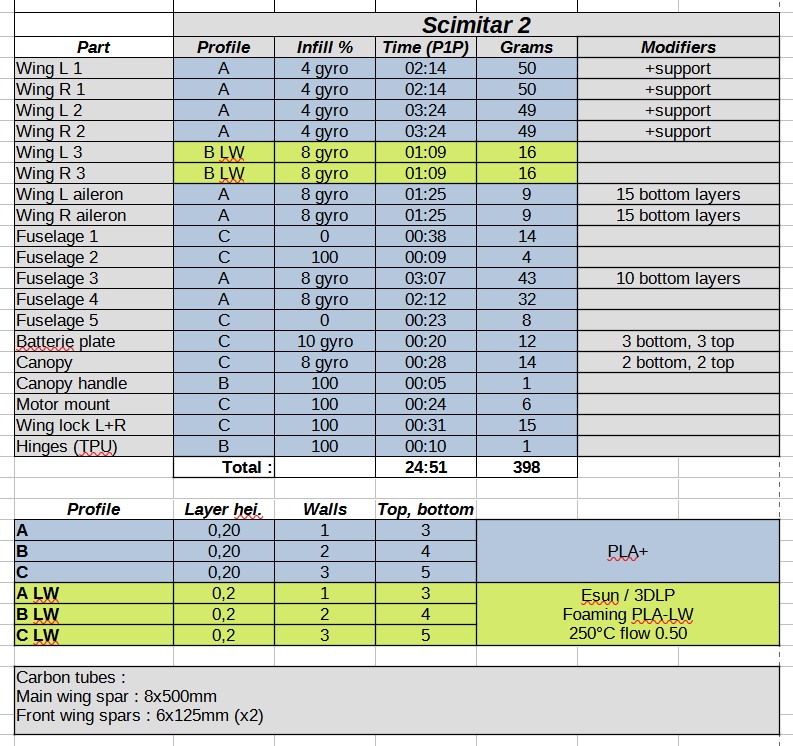 Scimitar 2
Part Profile Infill % Time (P1P) Grams Modifiers
Wing L 1 A 4 gyro 02:14 50 +support
Wing R 1 A 4 gyro 02:14 50 +support
Wing L 2 A 4 gyro 03:24 49 +support
Wing R 2 A 4 gyro 03:24 49 +support
Wing L 3 B LW 8 gyro 01:09 16
Wing R 3 B LW 8 gyro 01:09 16
Wing L aileron A 8 gyro 01:25 9 15 bottom layers
Wing R aileron A 8 gyro 01:25 9 15 bottom layers
Fuselage 1 C 0 00:38 14
Fuselage 2 C 100 00:09 4
Fuselage 3 A 8 gyro 03:07 43 10 bottom layers
Fuselage 4 A 8 gyro 02:12 32
Fuselage 5 C 0 00:23 8
Batterie plate C 10 gyro 00:20 12 3 bottom, 3 top
Canopy C 8 gyro 00:28 14 2 bottom, 2 top
Canopy handle B 100 00:05 1
Motor mount C 100 00:24 6
Wing lock L+R C 100 00:31 15
Hinges (TPU) B 100 00:10 1
Total : 24:51 398
Profile Layer hei. Walls Top, bottom
A 0,20 1 3
B 0,20 2 4 PLA+
C 0,20 3 5
A LW 0,2 1 3 Esun / 3DLP
B LW 0,2 2 4 Foaming PLA-LW
C LW 0,2 3 5 250°C flow 0.50
Carbon tubes :
Main wing spar : 8x500mm
Front wing spars : 6x125mm (x2)